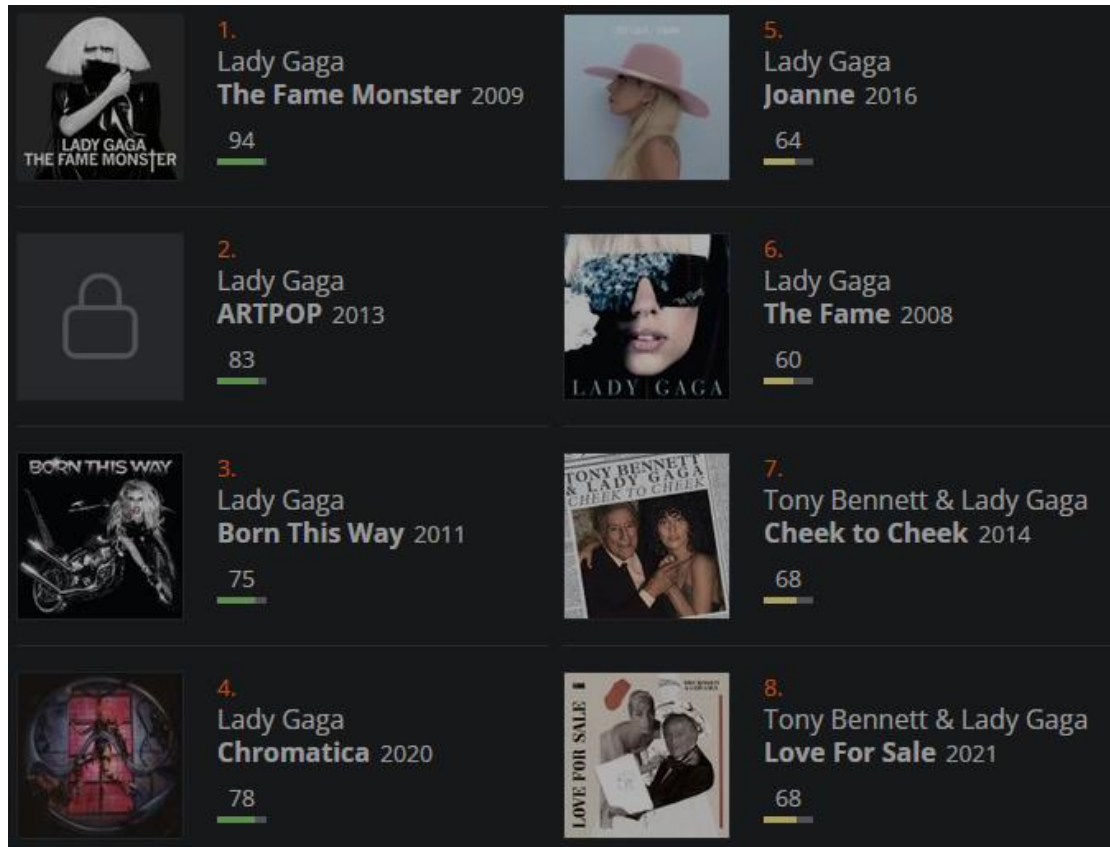 1.
Lady Gaga
The Fame Monster 2009
94
LADY GAGA
THE FAME MONSTER
2.
Lady Gaga
ARTPOP 2013
83
BORN THIS WAY
3.
Lady Gaga
Born This Way 2011
75
4.
Lady Gaga
Chromatica 2020
78
5.
Lady Gaga
Joanne 2016
64
6.
Lady Gaga
The Fame 2008
60
LADY GAGA
TONY BENNETT
& LADY GAGA
CHEEK TO CHEEK
7.
Tony Bennett & Lady Gaga
Cheek to Cheek 2014
68
LOVE FOR SALE
8.
Tony Bennett & Lady Gaga
Love For Sale 2021
68